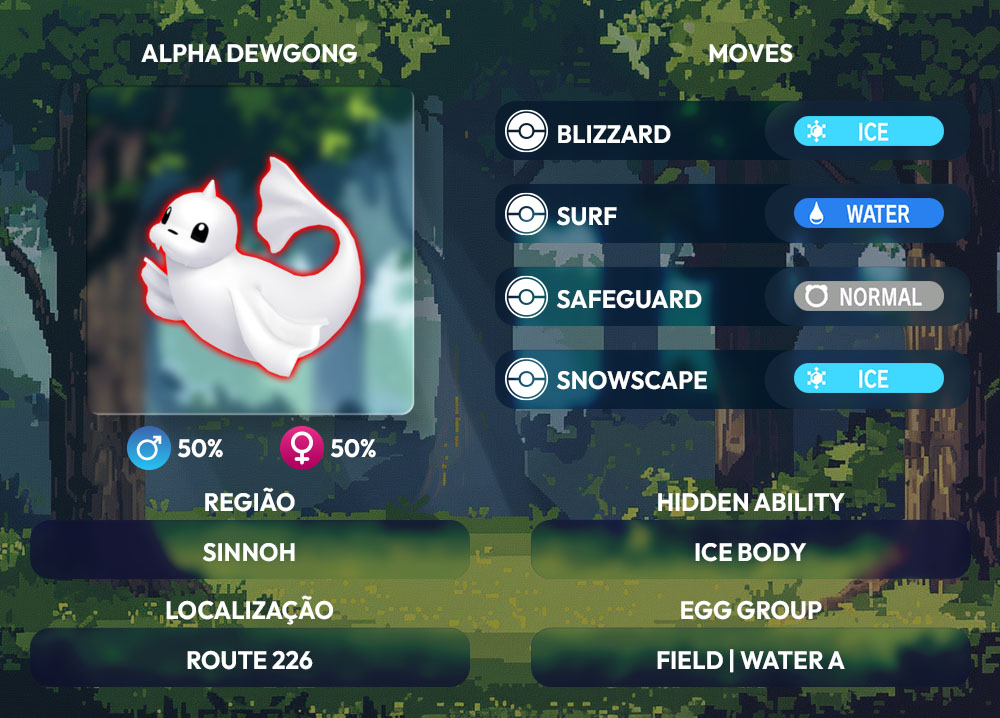 ALPHA DEWGONG
50% 50%
REGIÃO
SINNOH
LOCALIZAÇÃO
ROUTE 226
MOVES
BLIZZARD ICE
SURF WATER
SAFEGUARD NORMAL
SNOWSCAPE ICE
HIDDEN ABILITY
ICE BODY
EGG GROUP
FIELD | WATER A